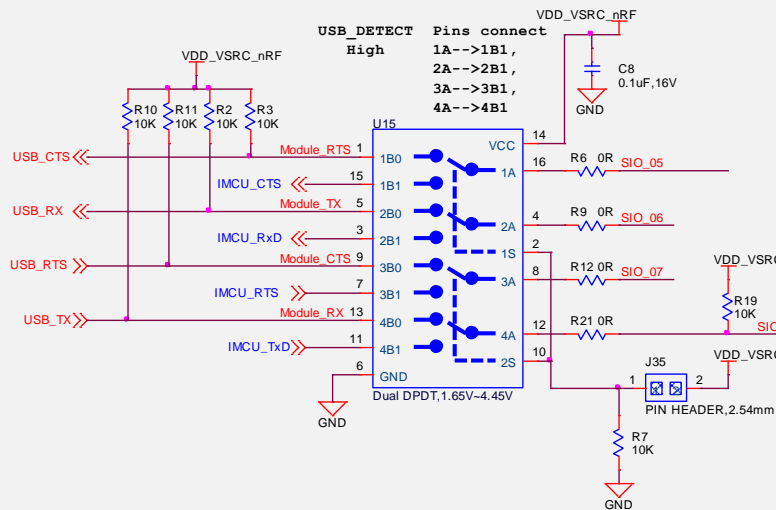 USB_DETECT Pins connect
High 1A-->1B1,
2A-->2B1,
3A-->3B1,
4A-->4B1
VDD_VSRC_nRF
C8
0.1uF,16V
GND
VDD_VSRC_nRF
R10
10K
R11
10K
R2
10K
R3
10K
U15
USB_CTS
Module_RTS
1
1B0
IMCU_CTS
15
1B1
USB_RX
Module_TX
5
2B0
IMCU_RxD
3
2B1
USB_RTS
Module_CTS
9
3B0
IMCU_RTS
7
3B1
USB_TX
Module_RX
13
4B0
IMCU_TxD
11
4B1
6
GND
GND
VCC
14
1A
16
R6 0R
SIO_05
2A
4
R9 0R
SIO_06
1S
2
3A
8
R12 0R
SIO_07
4A
12
R21 0R
SIO
2S
10
Dual DPDT,1.65V~4.45V
VDD_VSRC
R19
10K
VDD_VSRC
J35
1
2
PIN HEADER,2.54mm
R7
10K
GND